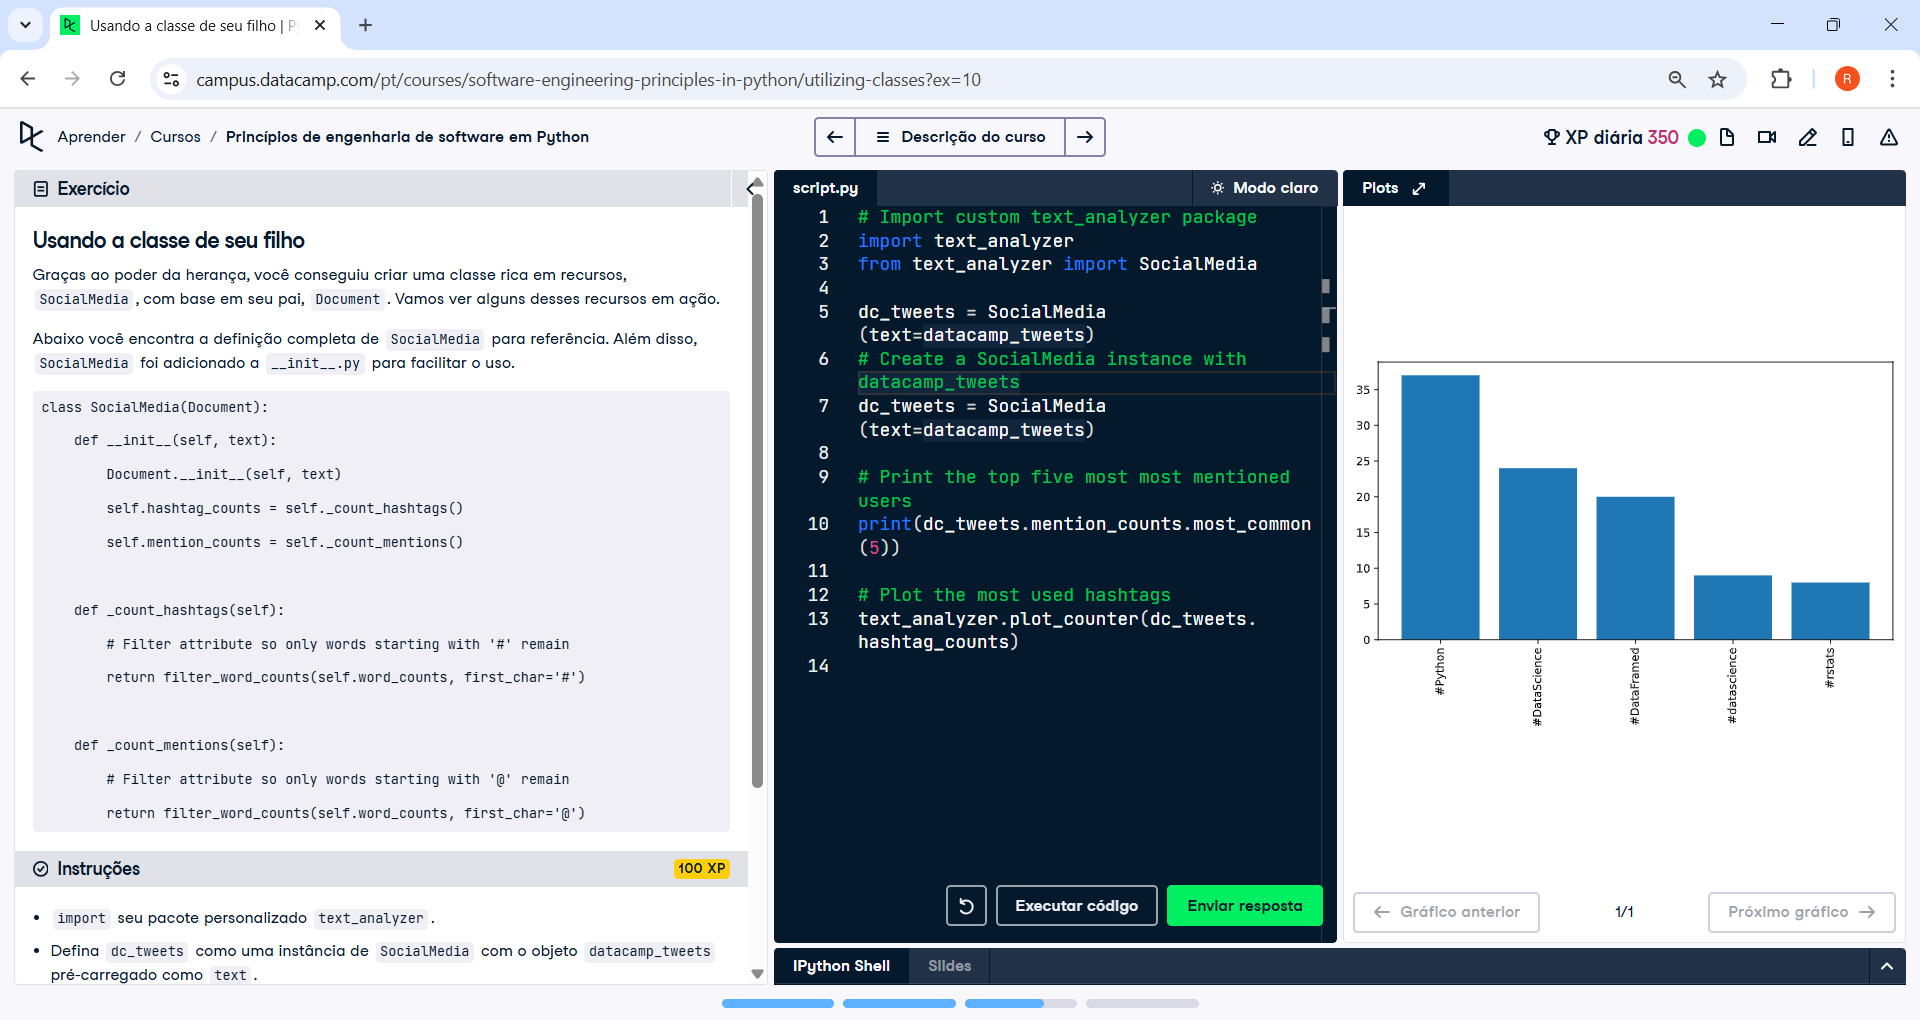 Usando a classe de seu filho | P
campus.datacamp.com/pt/courses/software-engineering-principles-in-python/utilizing-classes?ex=10
R
Aprender / Cursos / Princípios de engenharia de software em Python
Descrição do curso
XP diária 350
Exercício
Usando a classe de seu filho
Graças ao poder da herança, você conseguiu criar uma classe rica em recursos,
SocialMedia , com base em seu pai, Document . Vamos ver alguns desses recursos em ação.
Abaixo você encontra a definição completa de SocialMedia para referência. Além disso,
SocialMedia foi adicionado a __init__.py para facilitar o uso.
class SocialMedia(Document):
def __init__(self, text):
Document.__init__(self, text)
self.hashtag_counts = self._count_hashtags()
self.mention_counts = self._count_mentions()
def _count_hashtags(self):
# Filter attribute so only words starting with '#' remain
return filter_word_counts(self.word_counts, first_char='#')
def _count_mentions(self):
# Filter attribute so only words starting with '@' remain
return filter_word_counts(self.word_counts, first_char='@')
Instruções
100 XP
• import seu pacote personalizado text_analyzer .
• Defina dc_tweets como uma instância de SocialMedia com o objeto datacamp_tweets
pré-carregado como text .
script.py
Modo claro
1 # Import custom text_analyzer package
2 import text_analyzer
3 from text_analyzer import SocialMedia
4
5 dc_tweets = SocialMedia
(text=datacamp_tweets)
6 # Create a SocialMedia instance with
datacamp_tweets
7 dc_tweets = SocialMedia
(text=datacamp_tweets)
8
9 # Print the top five most most mentioned
users
10 print(dc_tweets.mention_counts.most_common
(5))
11
12 # Plot the most used hashtags
13 text_analyzer.plot_counter(dc_tweets.
hashtag_counts)
14
Executar código
Enviar resposta
Plots
35
30
25
20
15
10
5
0
#Python
#DataScience
#DataFramed
#datascience
#rstats
Gráfico anterior
1/1
Próximo gráfico
IPython Shell
Slides